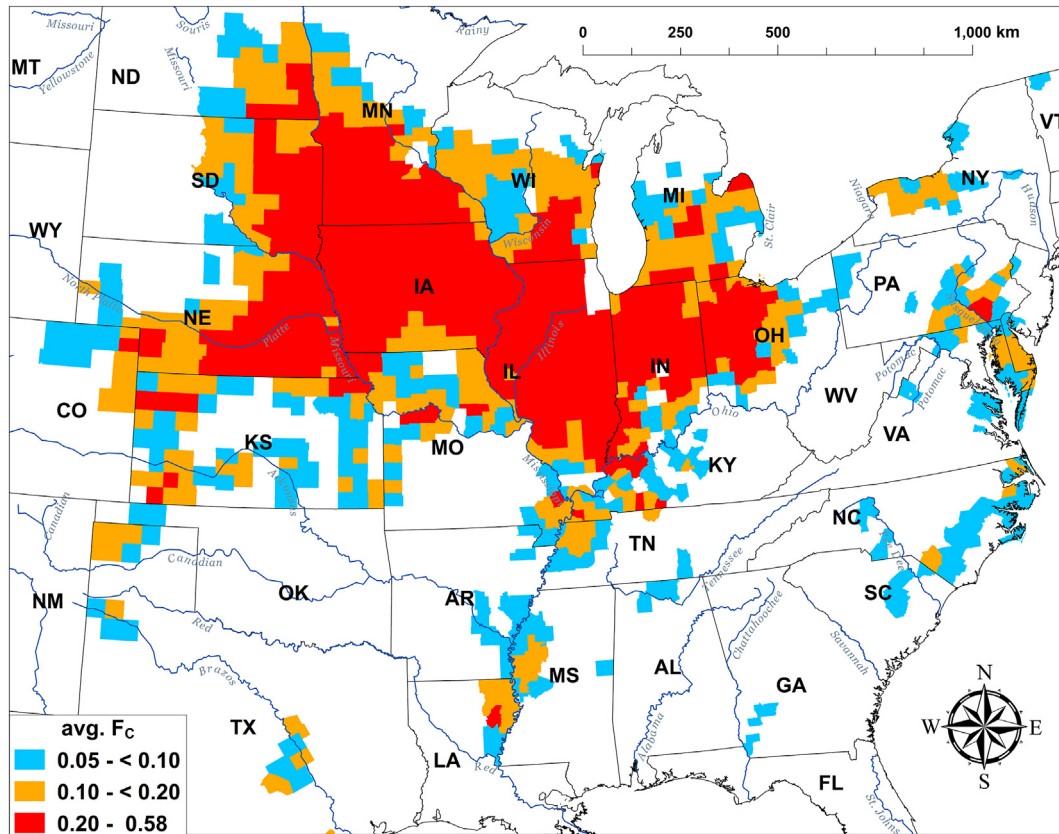 Missouri
Souris
Rainy
0 250 500 1,000 km
MT
Yellowstone
ND
Missouri
MN
VT
SD
WI
MI
NY
Niagara
Hudson
WY
Wisconsin
St. Clair
PA
North Platte
NE
Platte
IA
Illinois
OH
Missouri
IL
IN
Potomac
Potomac
CO
Ohio
WV
VA
KS
MO
KY
Arkansas
Canadian
NC
TN
Tennessee
Canadian
OK
AR
SC
NM
Red
Chattahoochee
Savannah
Brazos
MS
AL
GA
N
W E
S
TX
Alabama
LA
Red
FL
St. Johns
avg. FC
0.05 - < 0.10
0.10 - < 0.20
0.20 - 0.58